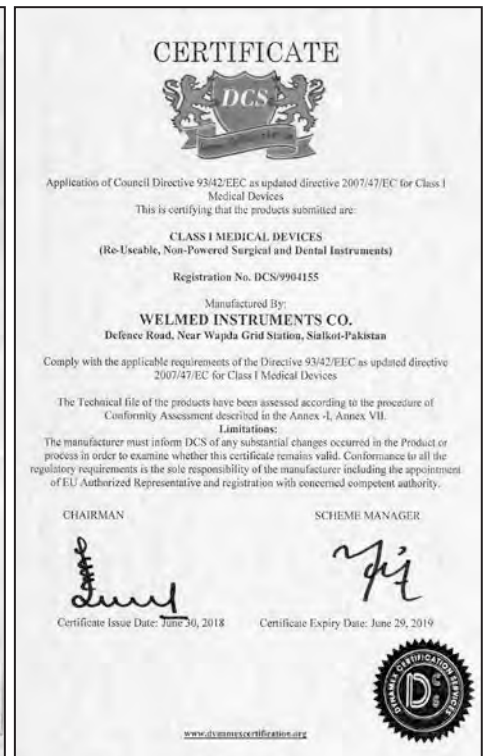 CERTIFICATE
DCS
Application of Council Directive 93/42/EEC as updated directive 2007/47/EC for Class I
Medical Devices
This is certifying that the products submitted are:
CLASS I MEDICAL DEVICES
(Re-Useable, Non-Powered Surgical and Dental Instruments)
Registration No. DCS/9904155
Manufactured By:
WELMED INSTRUMENTS CO.
Defence Road, Near Wapda Grid Station, Sialkot-Pakistan
Comply with the applicable requirements of the Directive 93/42/EEC as updated directive
2007/47/EC for Class I Medical Devices
The Technical file of the products have been assessed according to the procedure of
Conformity Assessment described in the Annex -I, Annex VII.
Limitations:
The manufacturer must inform DCS of any substantial changes occurred in the Product or
process in order to examine whether this certificate remains valid. Conformance to all the
regulatory requirements is the sole responsibility of the manufacturer including the appointment
of EU Authorized Representative and registration with concerned competent authority.
CHAIRMAN SCHEME MANAGER
Certificate Issue Date: June 30, 2018 Certificate Expiry Date: June 29, 2019
DYNAMEX CERTIFICATION SERVICES
DCS
www.dynamexcertification.org